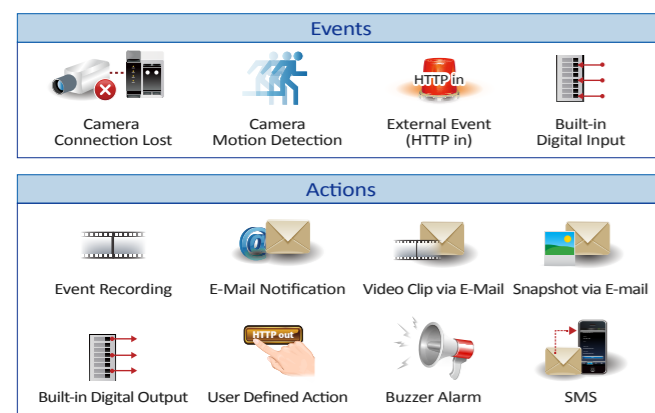 Events
HTTP in
Camera
Connection Lost
Camera
Motion Detection
External Event
(HTTP in)
Built-in
Digital Input
Actions
Event Recording
E-Mail Notification
Video Clip via E-Mail
Snapshot via E-mail
HTTP out
Built-in Digital Output
User Defined Action
Buzzer Alarm
SMS